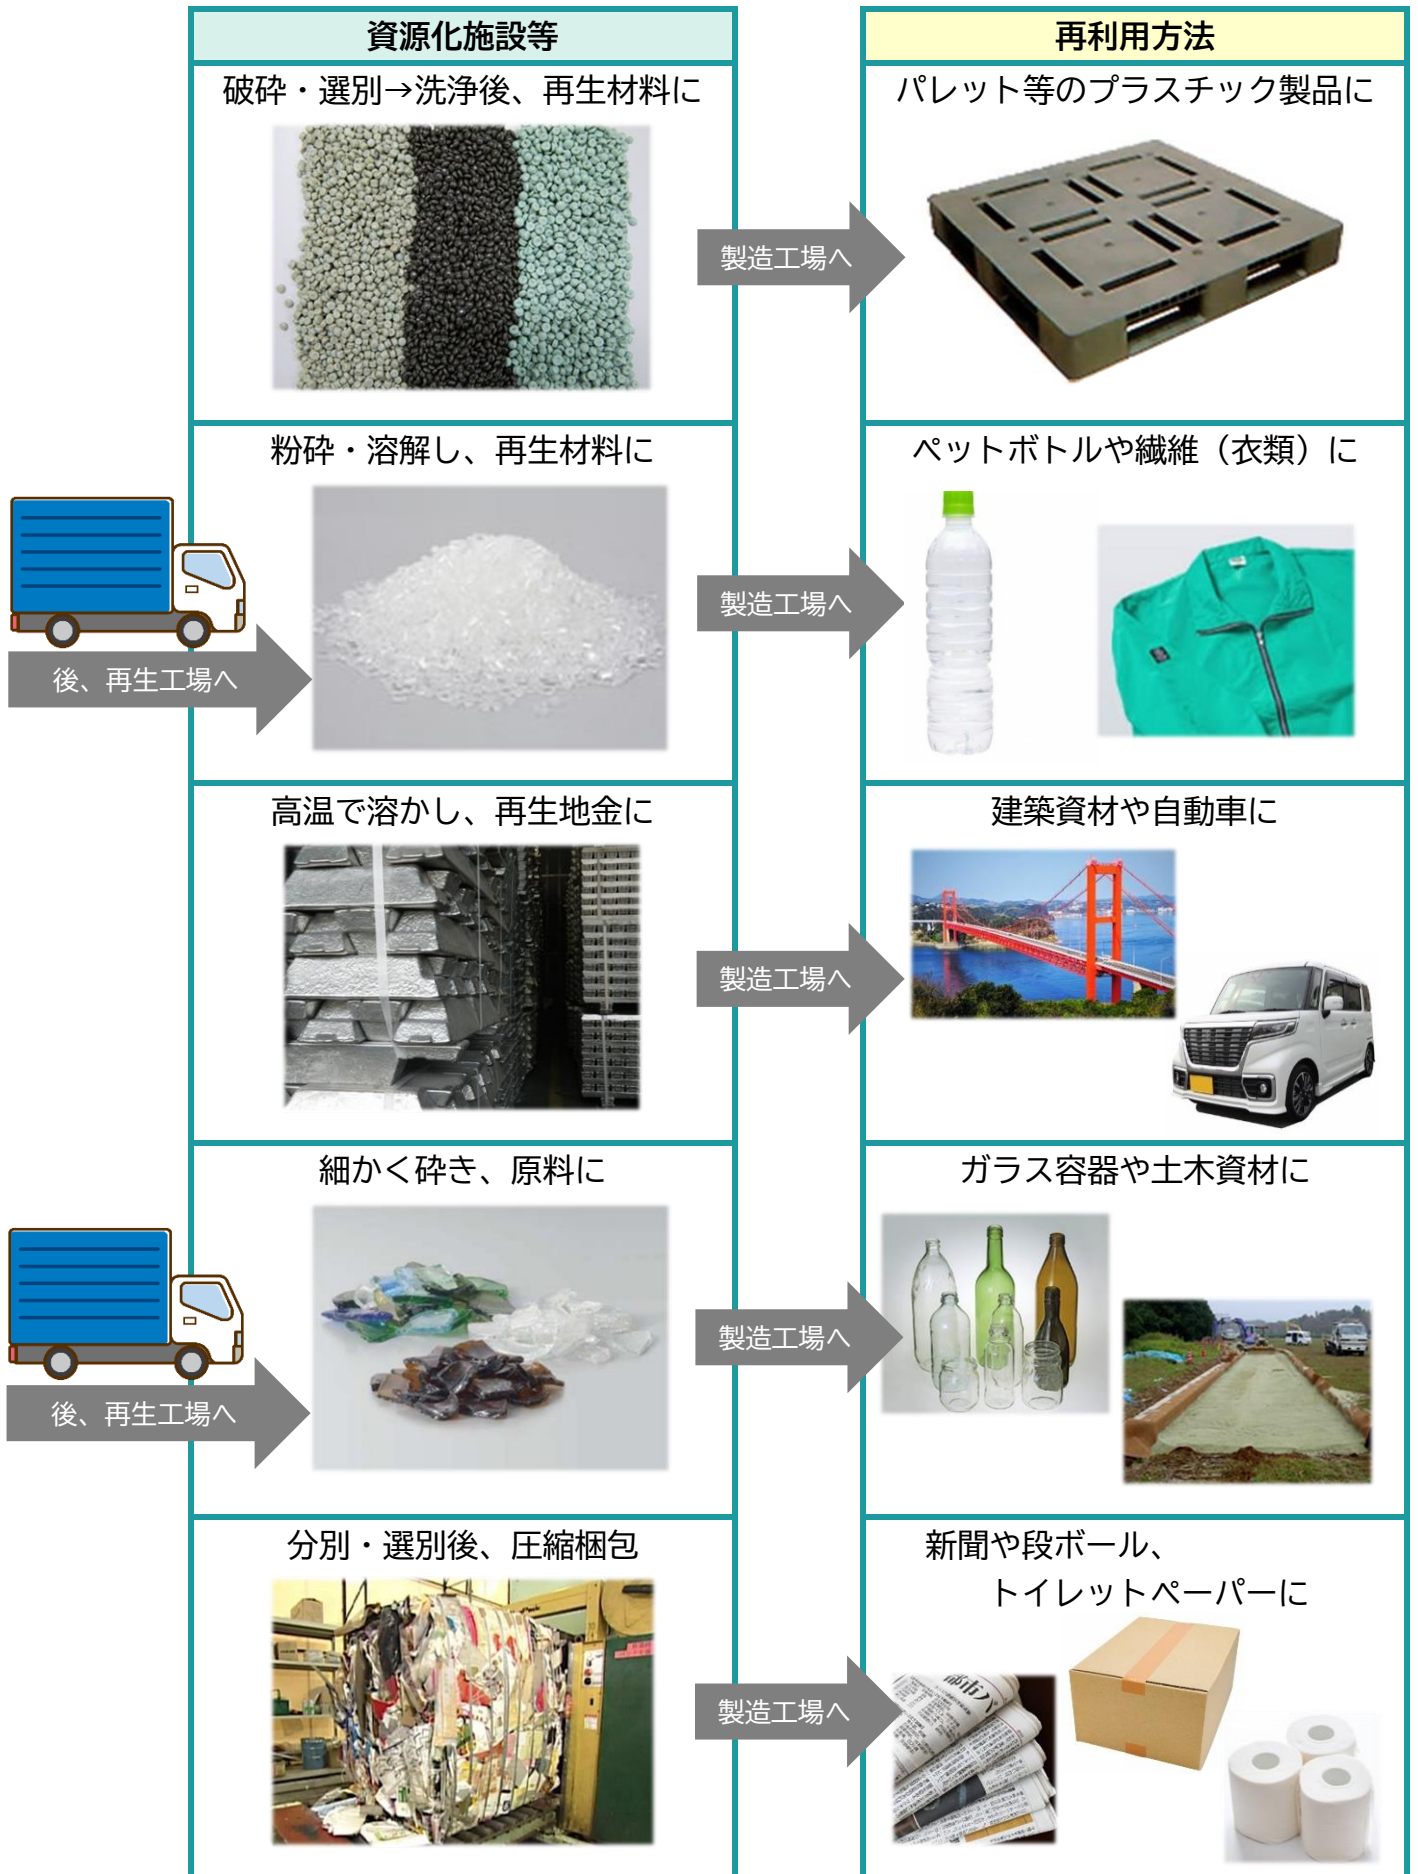 資源化施設等
再利用方法
破砕・選別→洗浄後、再生材料に
製造工場へ
パレット等のプラスチック製品に
後、再生工場へ
粉砕・溶解し、再生材料に
製造工場へ
ペットボトルや繊維（衣類）に
高温で溶かし、再生地金に
製造工場へ
建築資材や自動車に
後、再生工場へ
細かく砕き、原料に
製造工場へ
ガラス容器や土木資材に
分別・選別後、圧縮梱包
製造工場へ
新聞や段ボール、
トイレットペーパーに